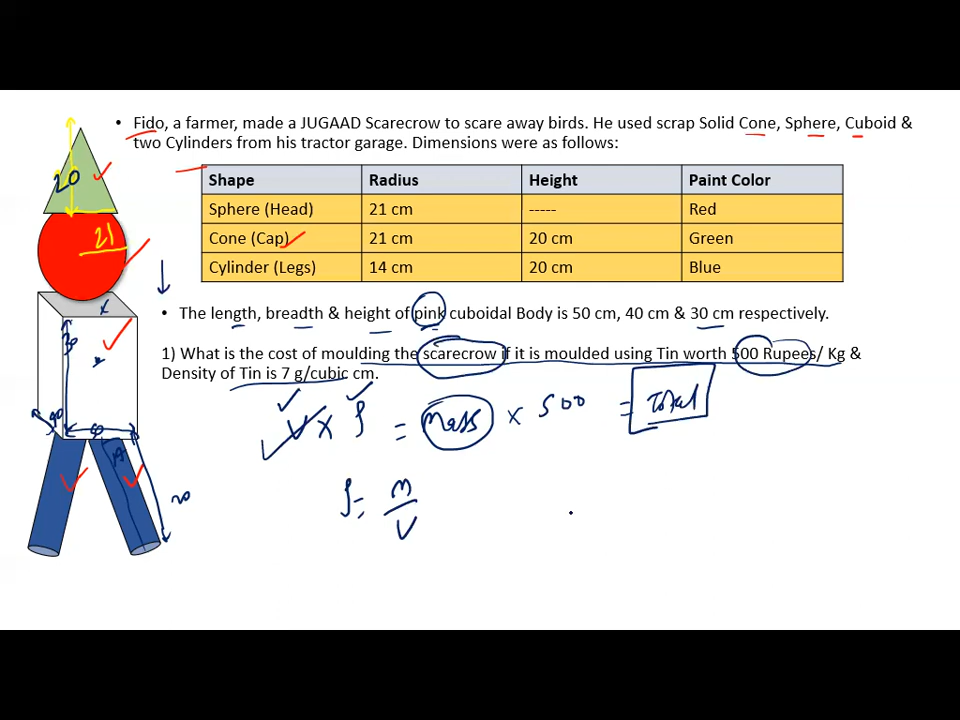 • Fido, a farmer, made a JUGAAD Scarecrow to scare away birds. He used scrap Solid Cone, Sphere, Cuboid &
two Cylinders from his tractor garage. Dimensions were as follows:
Shape Radius Height Paint Color
Sphere (Head) 21 cm ----- Red
Cone (Cap) 21 cm 20 cm Green
Cylinder (Legs) 14 cm 20 cm Blue
• The length, breadth & height of pink cuboidal Body is 50 cm, 40 cm & 30 cm respectively.
1) What is the cost of moulding the scarecrow if it is moulded using Tin worth 500 Rupees/ Kg &
Density of Tin is 7 g/cubic cm.
V × ρ = Mass × 500 = Total
ρ = m/V
20
21
14
20